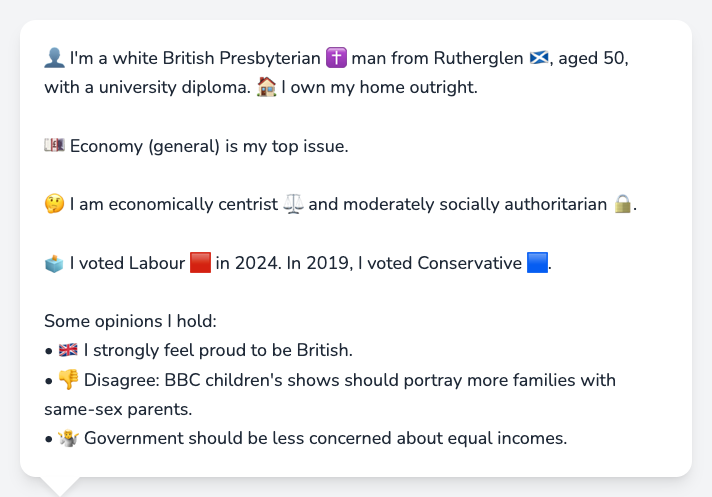 👤 I'm a white British Presbyterian ✝️ man from Rutherglen 🏴󠁧󠁢󠁳󠁣󠁴󠁿, aged 50,
with a university diploma. 🏠 I own my home outright.
💷 Economy (general) is my top issue.
🤔 I am economically centrist ⚖️ and moderately socially authoritarian 🔒.
🗳️ I voted Labour 🟥 in 2024. In 2019, I voted Conservative 🟦.
Some opinions I hold:
• 🇬🇧 I strongly feel proud to be British.
• 👎 Disagree: BBC children's shows should portray more families with
same-sex parents.
• 🤷 Government should be less concerned about equal incomes.